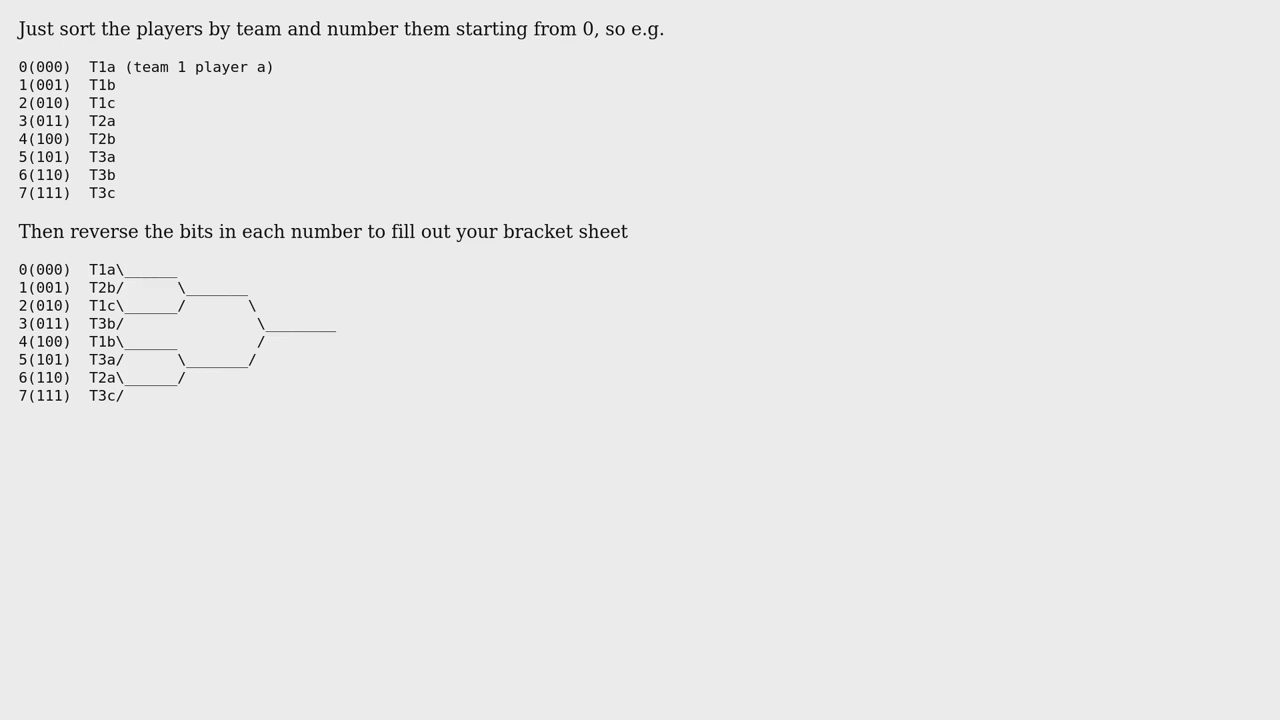 Just sort the players by team and number them starting from 0, so e.g.
0(000)  T1a (team 1 player a)
1(001)  T1b
2(010)  T1c
3(011)  T2a
4(100)  T2b
5(101)  T3a
6(110)  T3b
7(111)  T3c
Then reverse the bits in each number to fill out your bracket sheet
0(000)  T1a\______
1(001)  T2b/      \_______
2(010)  T1c\______/       \
3(011)  T3b/               \________
4(100)  T1b\______         /
5(101)  T3a/      \_______/
6(110)  T2a\______/
7(111)  T3c/